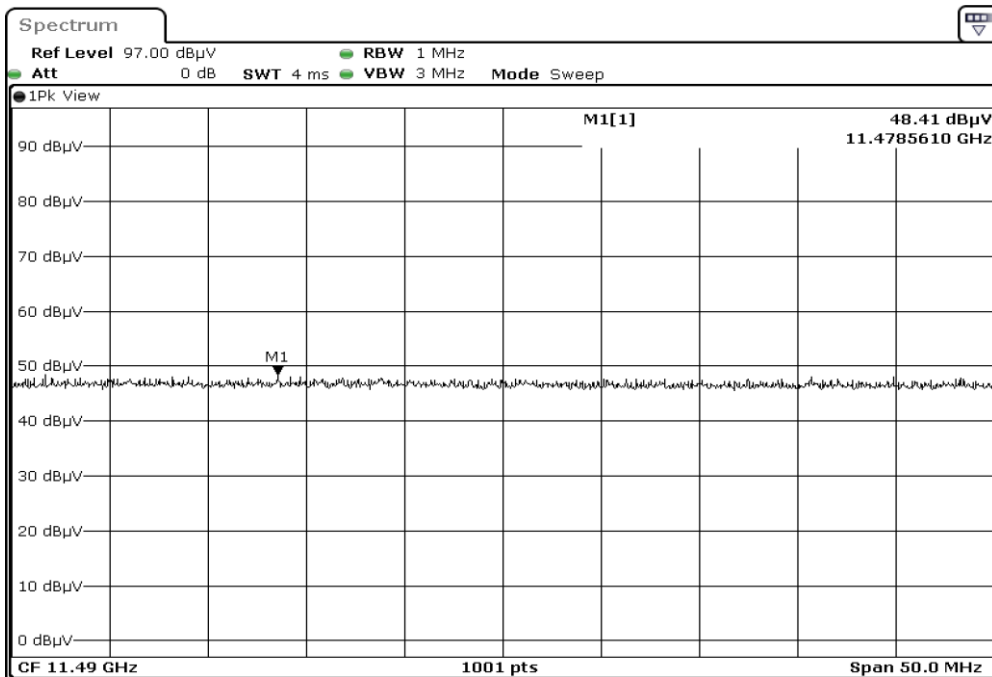 Spectrum
Ref Level 97.00 dBµV RBW 1 MHz
Att 0 dB SWT 4 ms VBW 3 MHz Mode Sweep
1Pk View
M1[1] 48.41 dBµV
11.4785610 GHz
90 dBµV
80 dBµV
70 dBµV
60 dBµV
M1
50 dBµV
40 dBµV
30 dBµV
20 dBµV
10 dBµV
0 dBµV
CF 11.49 GHz 1001 pts Span 50.0 MHz